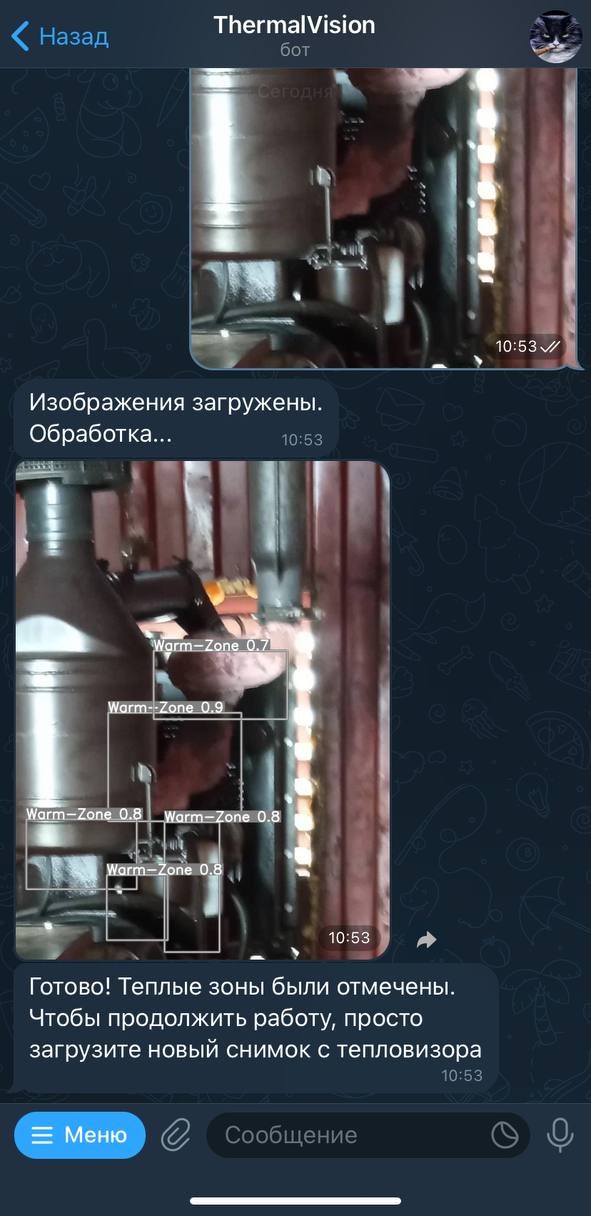 Назад
ThermalVision
бот
Сегодня
10:53
Изображения загружены.
Обработка...
10:53
Warm-Zone 0.7
Warm-Zone 0.9
Warm-Zone 0.8
Warm-Zone 0.8
Warm-Zone 0.8
10:53
Готово! Теплые зоны были отмечены.
Чтобы продолжить работу, просто
загрузите новый снимок с тепловизора
10:53
Меню
Сообщение